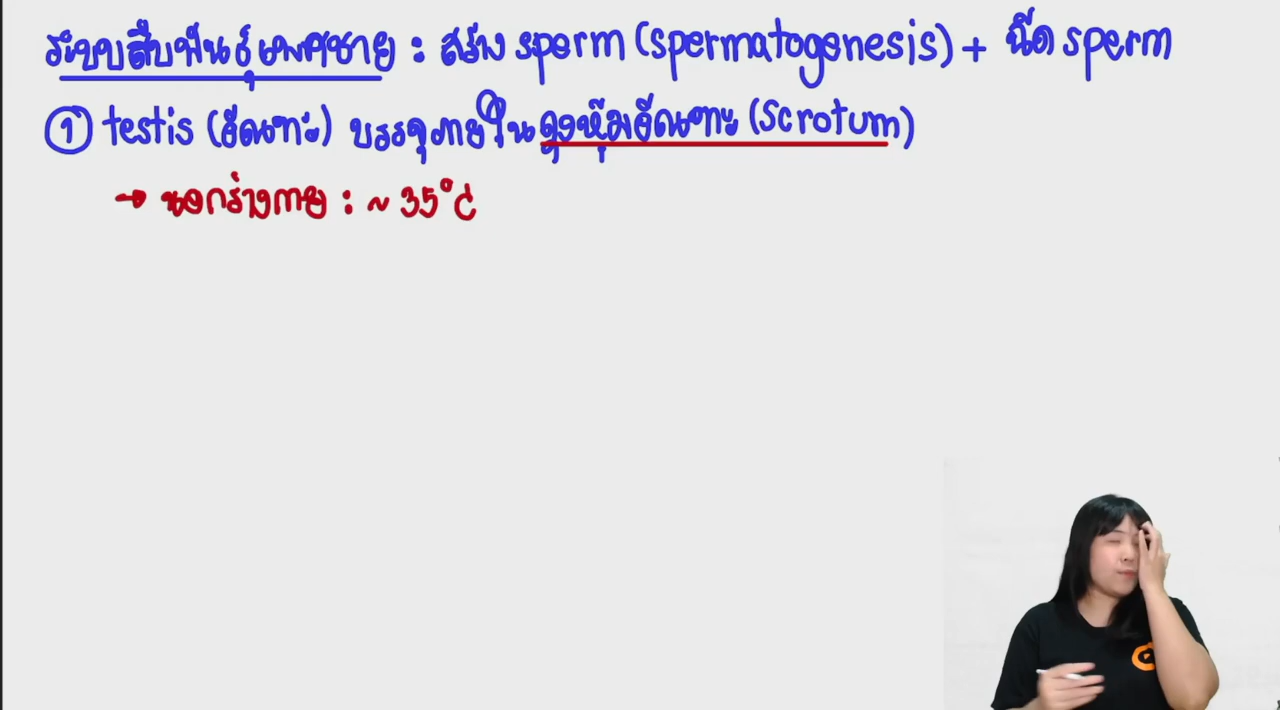 ระบบสืบพันธุ์เพศชาย : สร้าง sperm (spermatogenesis) + ฉีด sperm
① testis (อัณฑะ) บรรจุภายในถุงหุ้มอัณฑะ (Scrotum)
→ นอกร่างกาย : ~ 35°C